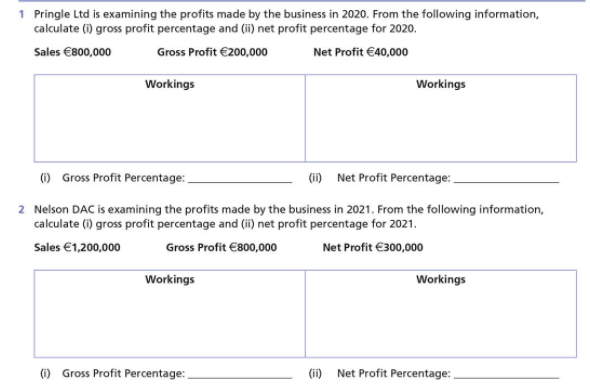 1 Pringle Ltd is examining the profits made by the business in 2020. From the following information,
calculate (i) gross profit percentage and (ii) net profit percentage for 2020.
Sales €800,000 Gross Profit €200,000 Net Profit €40,000
Workings Workings
(i) Gross Profit Percentage: ____________________ (ii) Net Profit Percentage: ____________________
2 Nelson DAC is examining the profits made by the business in 2021. From the following information,
calculate (i) gross profit percentage and (ii) net profit percentage for 2021.
Sales €1,200,000 Gross Profit €800,000 Net Profit €300,000
Workings Workings
(i) Gross Profit Percentage: ____________________ (ii) Net Profit Percentage: ____________________